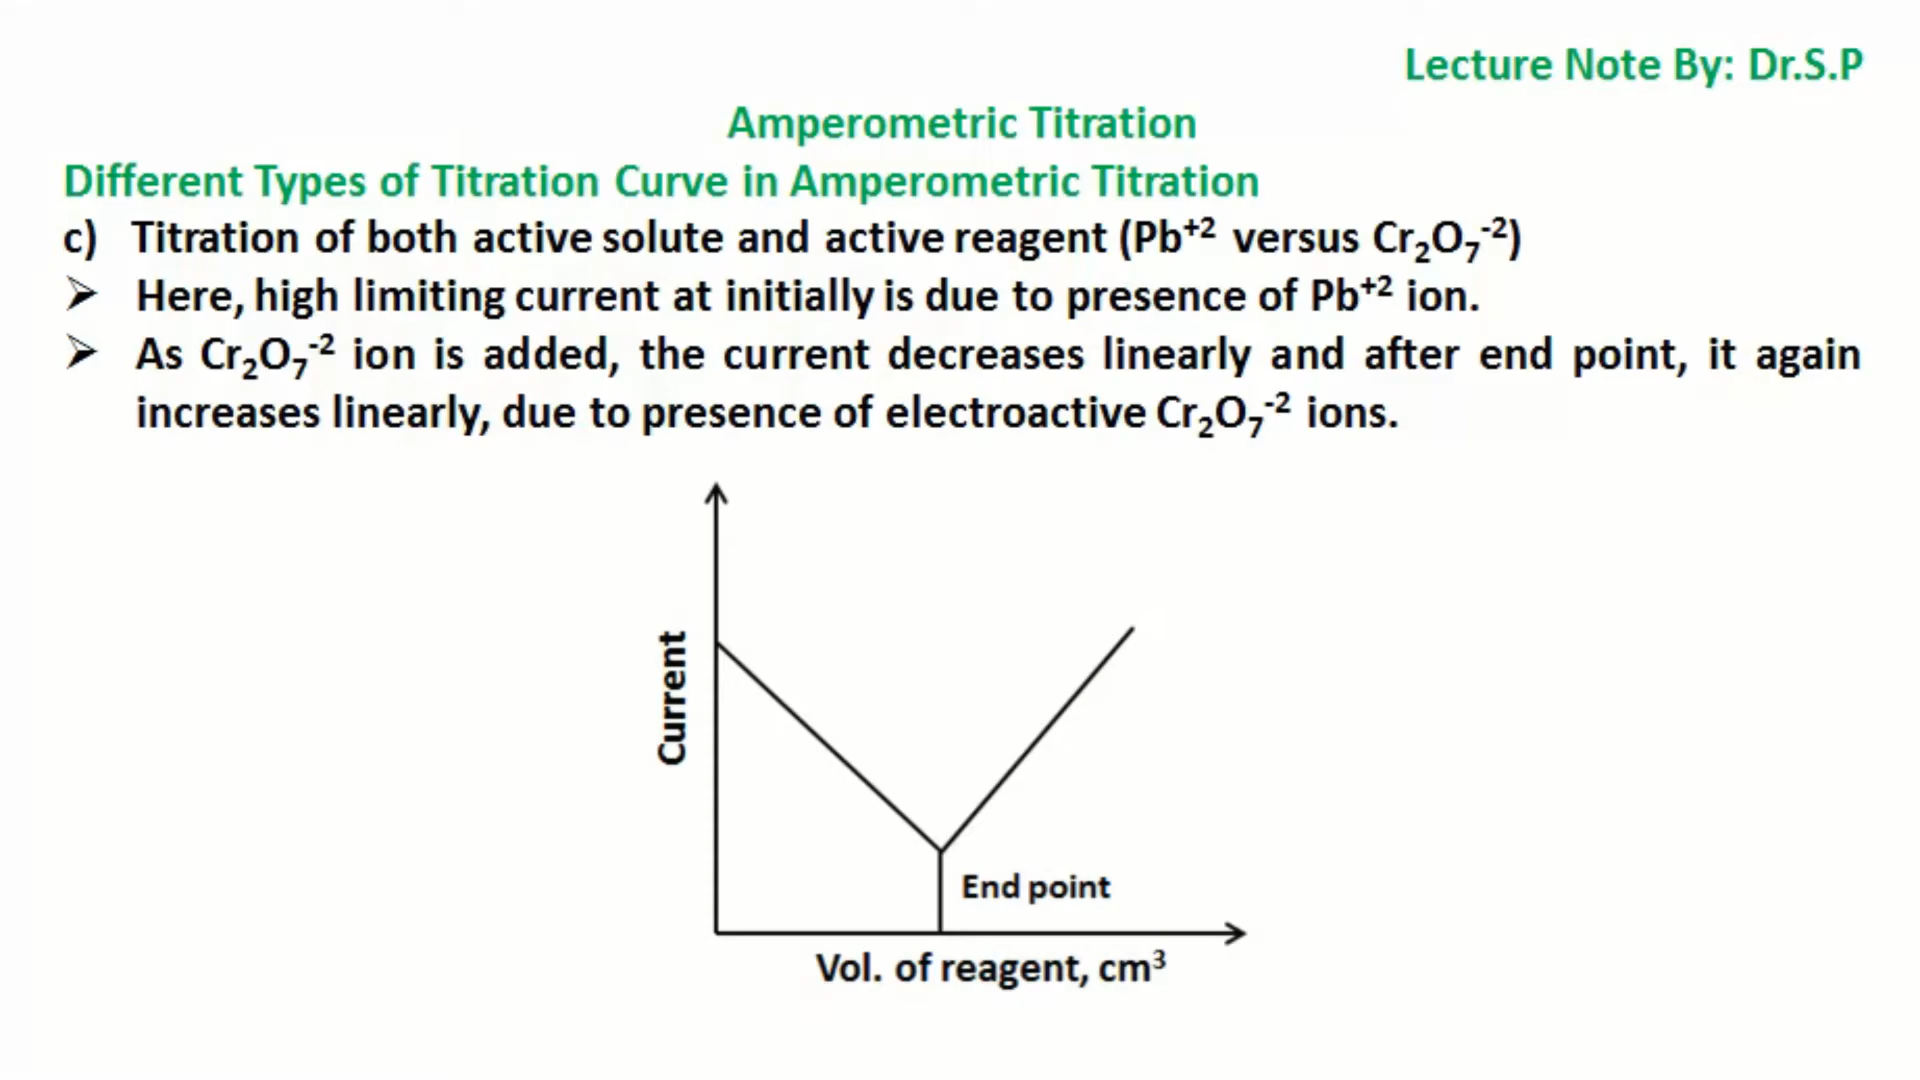 Lecture Note By: Dr.S.P
Amperometric Titration
Different Types of Titration Curve in Amperometric Titration
c) Titration of both active solute and active reagent (Pb⁺² versus Cr₂O₇⁻²)
➢ Here, high limiting current at initially is due to presence of Pb⁺² ion.
➢ As Cr₂O₇⁻² ion is added, the current decreases linearly and after end point, it again
increases linearly, due to presence of electroactive Cr₂O₇⁻² ions.
Current
End point
Vol. of reagent, cm³